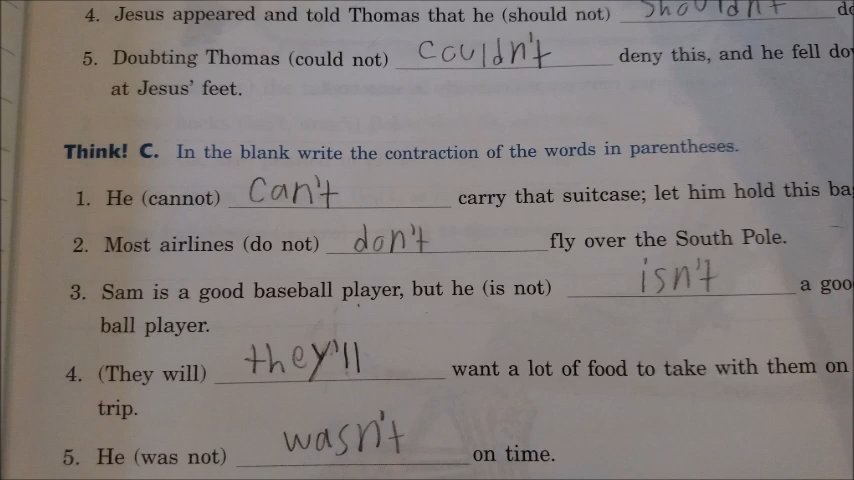 4. Jesus appeared and told Thomas that he (should not) shouldn't
5. Doubting Thomas (could not) couldn't deny this, and he fell
at Jesus' feet.
Think! C. In the blank write the contraction of the words in parentheses.
1. He (cannot) can't carry that suitcase; let him hold this
2. Most airlines (do not) don't fly over the South Pole.
3. Sam is a good baseball player, but he (is not) isn't a
ball player.
4. (They will) they'll want a lot of food to take with them on
trip.
5. He (was not) wasn't on time.